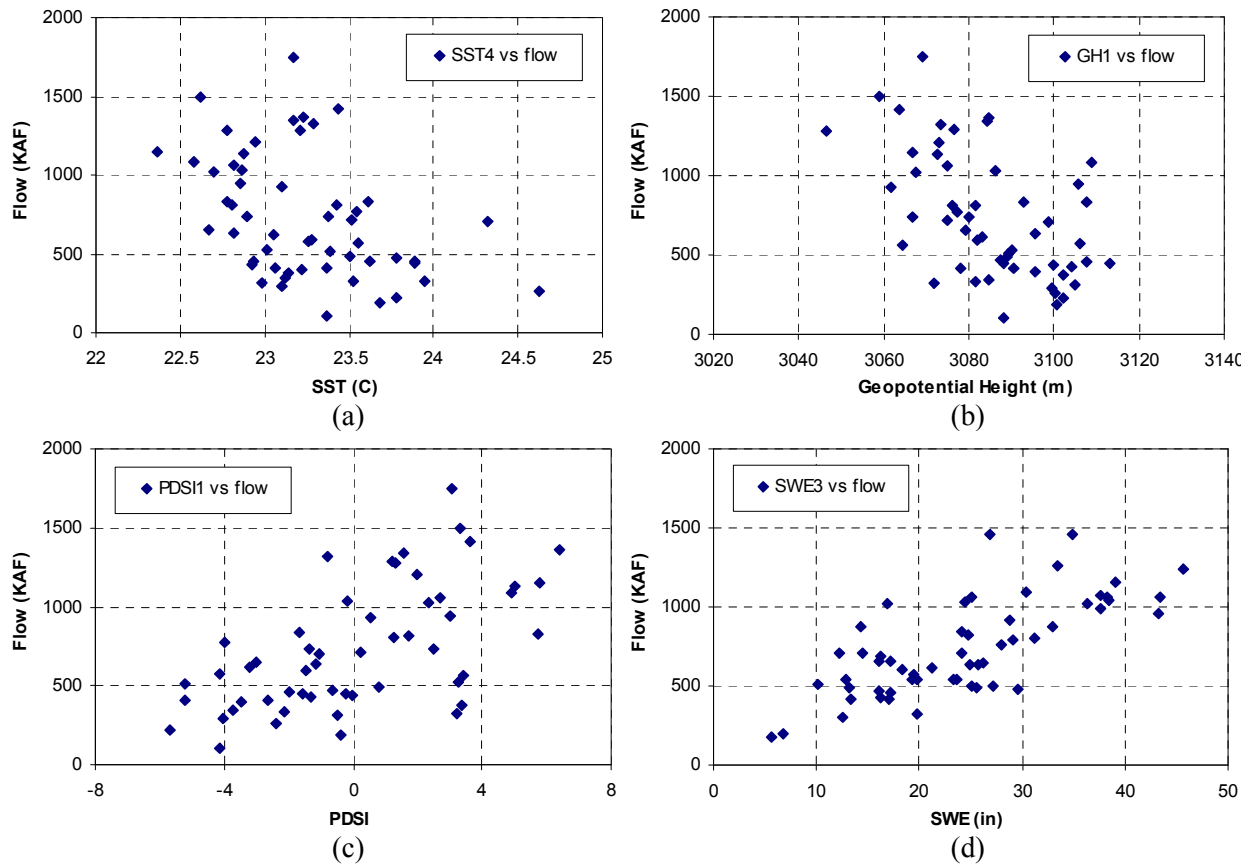 2000
1500
1000
500
0
Flow (KAF)
SST4 vs flow
22 22.5 23 23.5 24 24.5 25
SST (C)
(a)
2000
1500
1000
500
0
Flow (KAF)
GH1 vs flow
3020 3040 3060 3080 3100 3120 3140
Geopotential Height (m)
(b)
2000
1500
1000
500
0
Flow (KAF)
PDSI1 vs flow
-8 -4 0 4 8
PDSI
(c)
2000
1500
1000
500
0
Flow (KAF)
SWE3 vs flow
0 10 20 30 40 50
SWE (in)
(d)